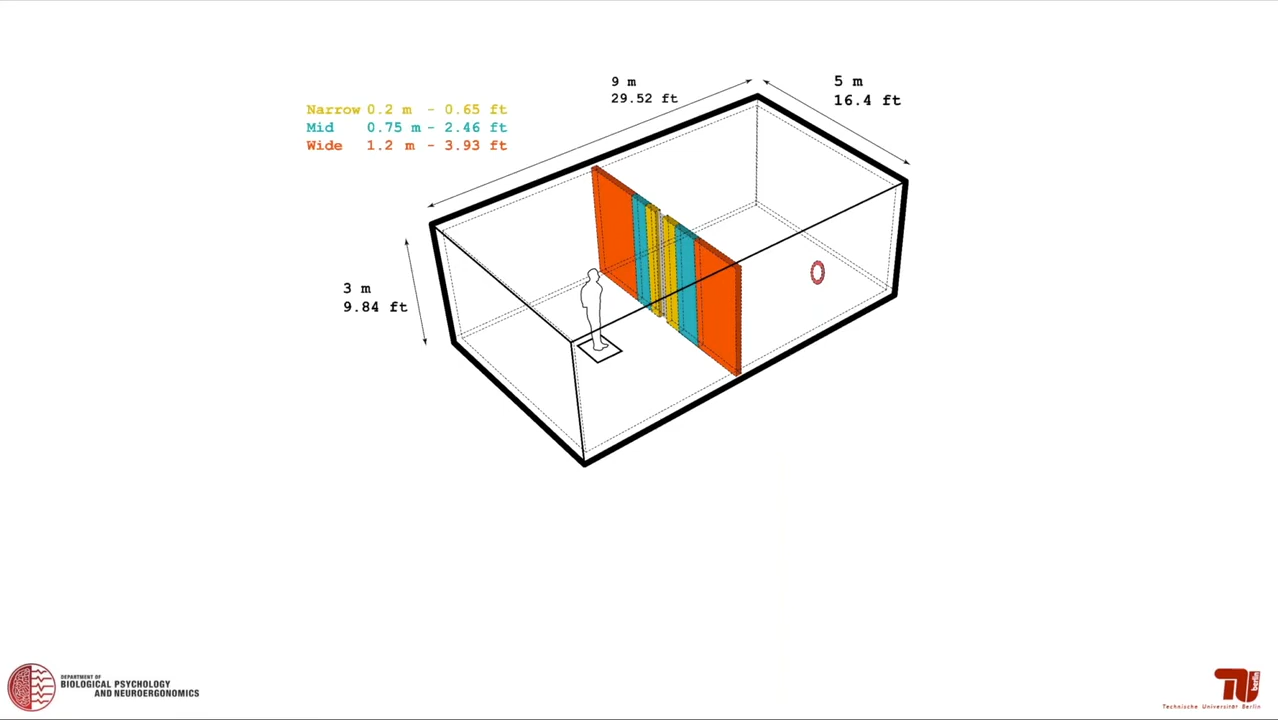 9 m
29.52 ft
5 m
16.4 ft
Narrow 0.2 m - 0.65 ft
Mid 0.75 m - 2.46 ft
Wide 1.2 m - 3.93 ft
3 m
9.84 ft
DEPARTMENT OF
BIOLOGICAL PSYCHOLOGY
AND NEUROERGONOMICS
berlin
Technische Universität Berlin